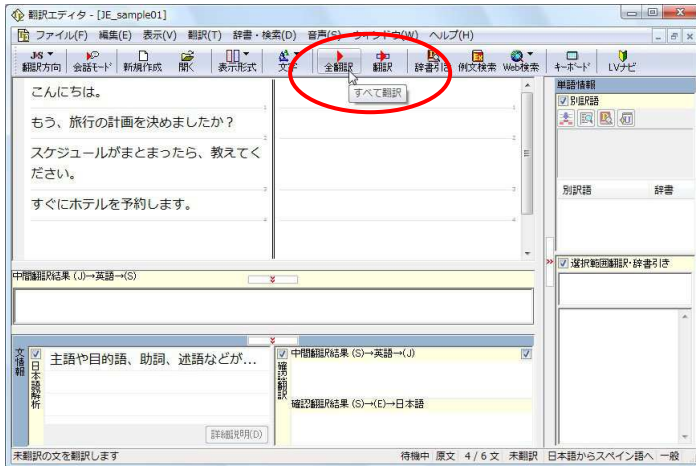 翻訳エディタ - [JE_sample01]
ファイル(F) 編集(E) 表示(V) 翻訳(T) 辞書・検索(D) 音声(S) ウィンドウ(W) ヘルプ(H)
J▶S
翻訳方向 会話モード 新規作成 開く 表示形式 文字 全翻訳 翻訳 辞書引き 例文検索 Web検索 キーボード LVナビ
すべて翻訳
こんにちは。
1
もう、旅行の計画を決めましたか？
2
スケジュールがまとまったら、教えてく
ださい。
3
すぐにホテルを予約します。
4
1
2
3
4
単語情報
別訳語
別訳語 辞書
選択範囲翻訳・辞書引き
中間翻訳結果 (J)→英語→(S)
文情報
日本語解析
主語や目的語、助詞、述語などが...
詳細説明(D)
確認翻訳
中間翻訳結果 (S)→英語→(J)
確認翻訳結果 (S)→(E)→日本語
未翻訳の文を翻訳します
待機中 原文 4 / 6 文 未翻訳 日本語からスペイン語へ 一般